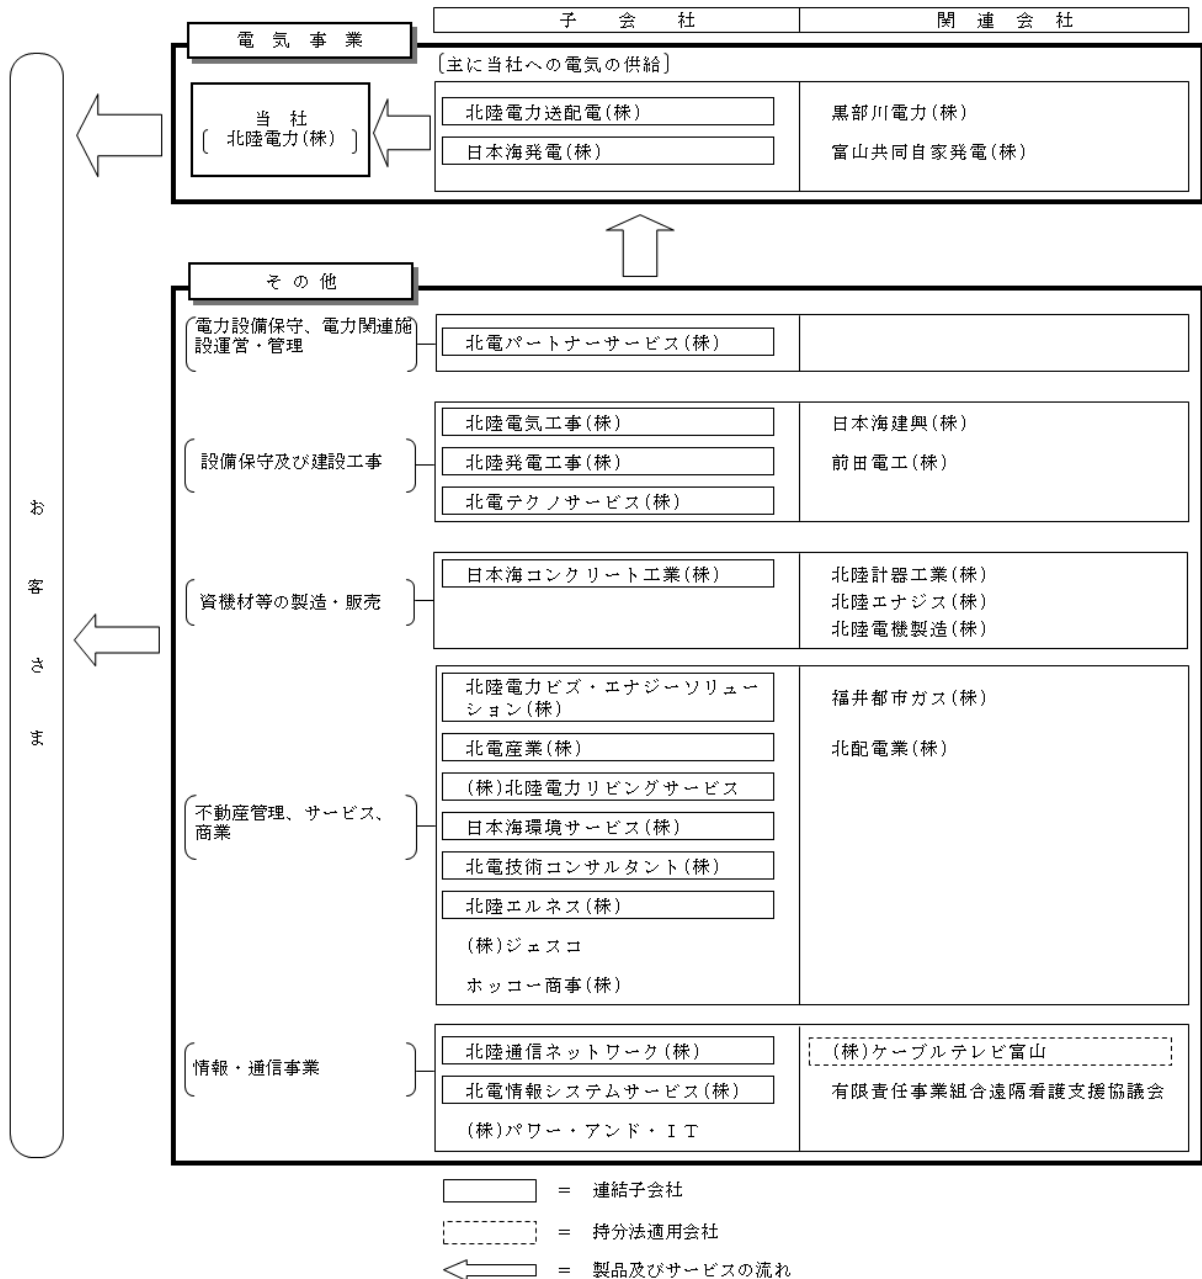 子会社
関連会社
電気事業
〔主に当社への電気の供給〕
当社
〔北陸電力(株)〕
北陸電力送配電(株)
黒部川電力(株)
日本海発電(株)
富山共同自家発電(株)
その他
電力設備保守、電力関連施
設運営・管理
北電パートナーサービス(株)
設備保守及び建設工事
北陸電気工事(株)
日本海建興(株)
北陸発電工事(株)
前田電工(株)
北電テクノサービス(株)
資機材等の製造・販売
日本海コンクリート工業(株)
北陸計器工業(株)
北陸エナジス(株)
北陸電機製造(株)
不動産管理、サービス、
商業
北陸電力ビズ・エナジーソリュー
ション(株)
福井都市ガス(株)
北電産業(株)
北配電業(株)
(株)北陸電力リビングサービス
日本海環境サービス(株)
北電技術コンサルタント(株)
北陸エルネス(株)
(株)ジェスコ
ホッコー商事(株)
情報・通信事業
北陸通信ネットワーク(株)
(株)ケーブルテレビ富山
北電情報システムサービス(株)
有限責任事業組合遠隔看護支援協議会
(株)パワー・アンド・ＩＴ
お客さま
＝ 連結子会社
＝ 持分法適用会社
＝ 製品及びサービスの流れ